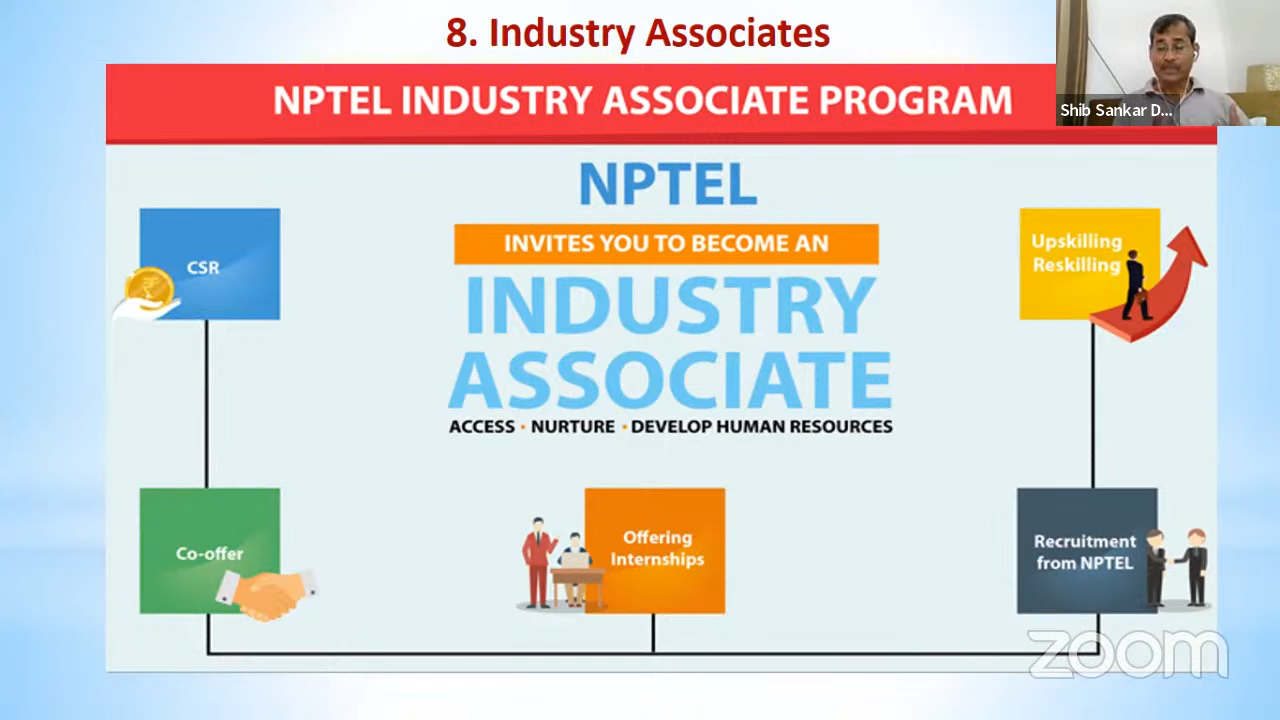 8. Industry Associates
NPTEL INDUSTRY ASSOCIATE PROGRAM
Shib Sankar D...
NPTEL
INVITES YOU TO BECOME AN
INDUSTRY
ASSOCIATE
ACCESS • NURTURE • DEVELOP HUMAN RESOURCES
CSR
Upskilling
Reskilling
Co-offer
Offering
Internships
Recruitment
from NPTEL
zoom